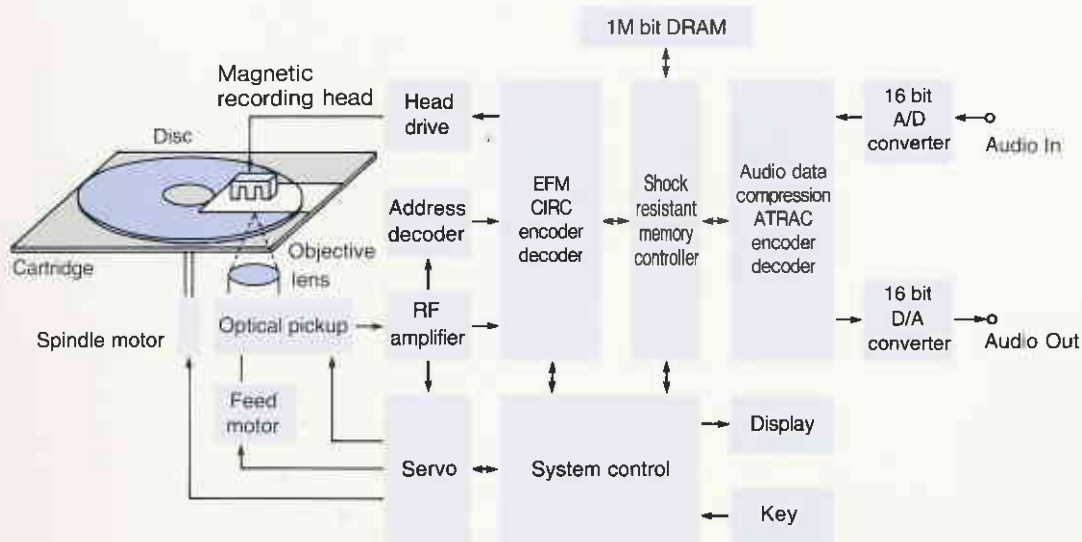 1M bit DRAM
Magnetic
recording head
Disc
Cartridge
Objective
lens
Spindle motor
Optical pickup
Feed
motor
Head
drive
Address
decoder
RF
amplifier
Servo
EFM
CIRC
encoder
decoder
Shock
resistant
memory
controller
Audio data
compression
ATRAC
encoder
decoder
16 bit
A/D
converter
Audio In
16 bit
D/A
converter
Audio Out
System control
Display
Key